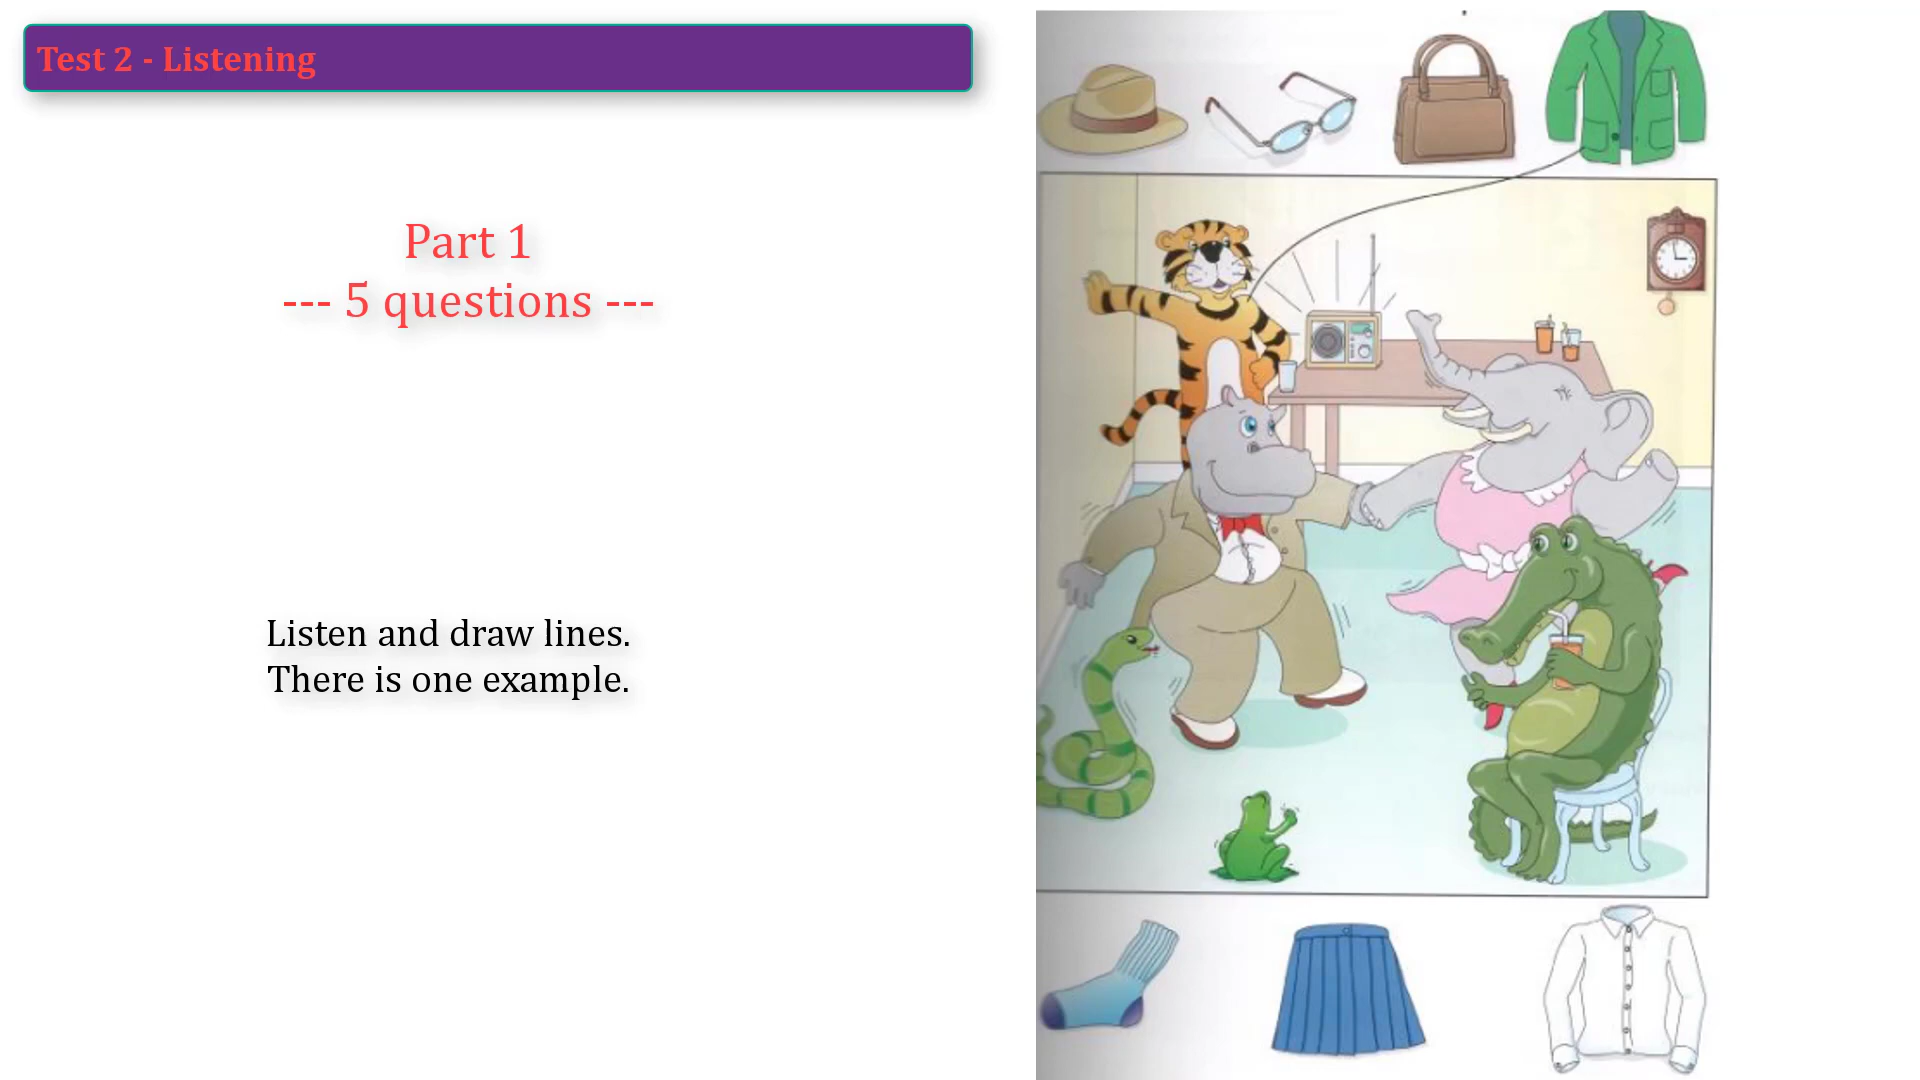 Test 2 - Listening
Part 1
--- 5 questions ---
Listen and draw lines.
There is one example.